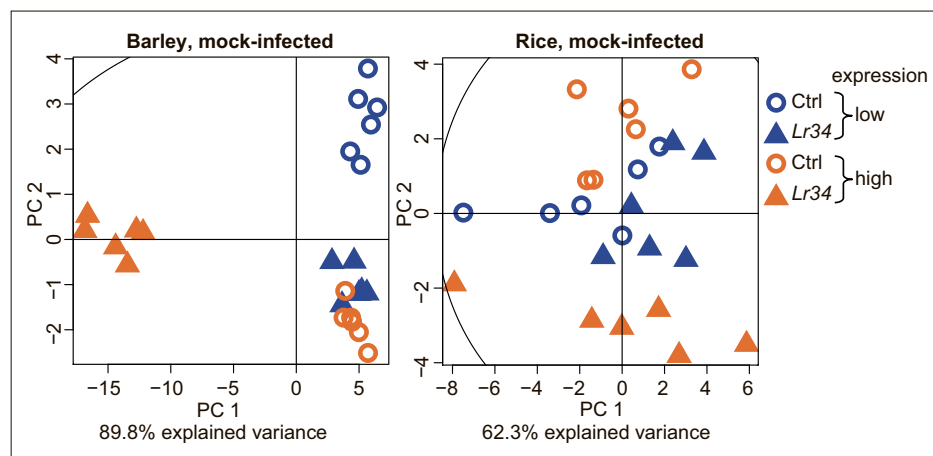 Barley, mock-infected
4
3
2
1
0
−1
−2
PC 2
−15
−10
−5
0
5
PC 1
89.8% explained variance
Rice, mock-infected
4
2
0
−2
−4
PC 2
−8
−6
−4
−2
0
2
4
6
PC 1
62.3% explained variance
expression
Ctrl
Lr34
low
Ctrl
Lr34
high